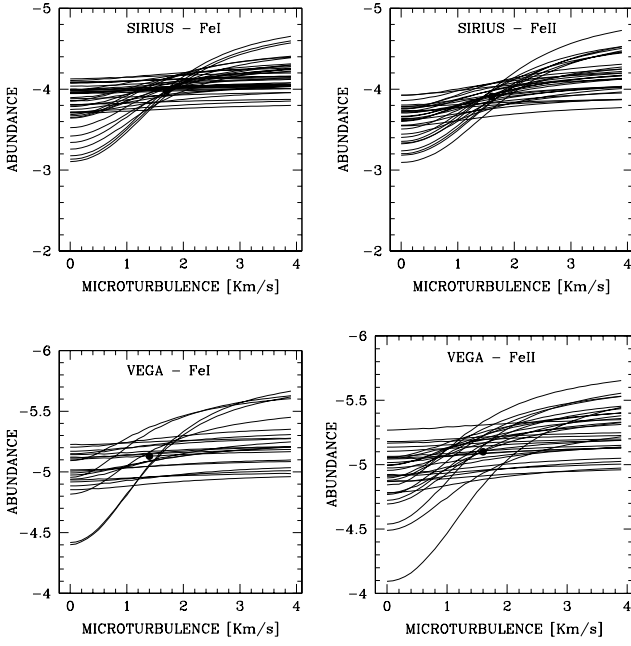 SIRIUS – FeI
-5
-4
-3
-2
ABUNDANCE
0 1 2 3 4
MICROTURBULENCE [Km/s]
SIRIUS – FeII
-5
-4
-3
-2
ABUNDANCE
0 1 2 3 4
MICROTURBULENCE [Km/s]
VEGA – FeI
-6
-5.5
-5
-4.5
-4
ABUNDANCE
0 1 2 3 4
MICROTURBULENCE [Km/s]
VEGA – FeII
-6
-5.5
-5
-4.5
-4
ABUNDANCE
0 1 2 3 4
MICROTURBULENCE [Km/s]